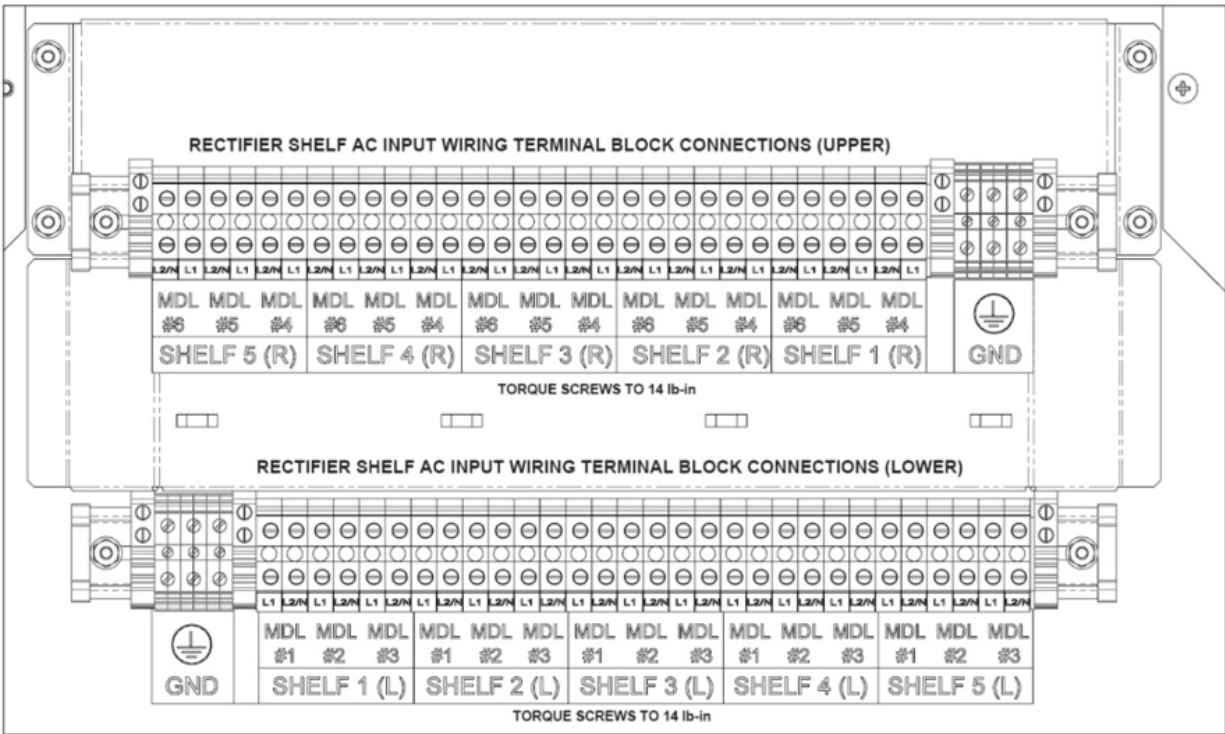 RECTIFIER SHELF AC INPUT WIRING TERMINAL BLOCK CONNECTIONS (UPPER)
L2/N L1 L2/N L1 L2/N L1 L2/N L1 L2/N L1 L2/N L1 L2/N L1 L2/N L1 L2/N L1 L2/N L1 L2/N L1 L2/N L1 L2/N L1 L2/N L1 L2/N L1
MDL MDL MDL MDL MDL MDL MDL MDL MDL MDL MDL MDL MDL MDL MDL
#6 #5 #4 #6 #5 #4 #6 #5 #4 #6 #5 #4 #6 #5 #4
SHELF 5 (R) SHELF 4 (R) SHELF 3 (R) SHELF 2 (R) SHELF 1 (R) GND
TORQUE SCREWS TO 14 lb-in
RECTIFIER SHELF AC INPUT WIRING TERMINAL BLOCK CONNECTIONS (LOWER)
L1 L2/N L1 L2/N L1 L2/N L1 L2/N L1 L2/N L1 L2/N L1 L2/N L1 L2/N L1 L2/N L1 L2/N L1 L2/N L1 L2/N L1 L2/N L1 L2/N L1 L2/N
MDL MDL MDL MDL MDL MDL MDL MDL MDL MDL MDL MDL MDL MDL MDL
#1 #2 #3 #1 #2 #3 #1 #2 #3 #1 #2 #3 #1 #2 #3
GND SHELF 1 (L) SHELF 2 (L) SHELF 3 (L) SHELF 4 (L) SHELF 5 (L)
TORQUE SCREWS TO 14 lb-in